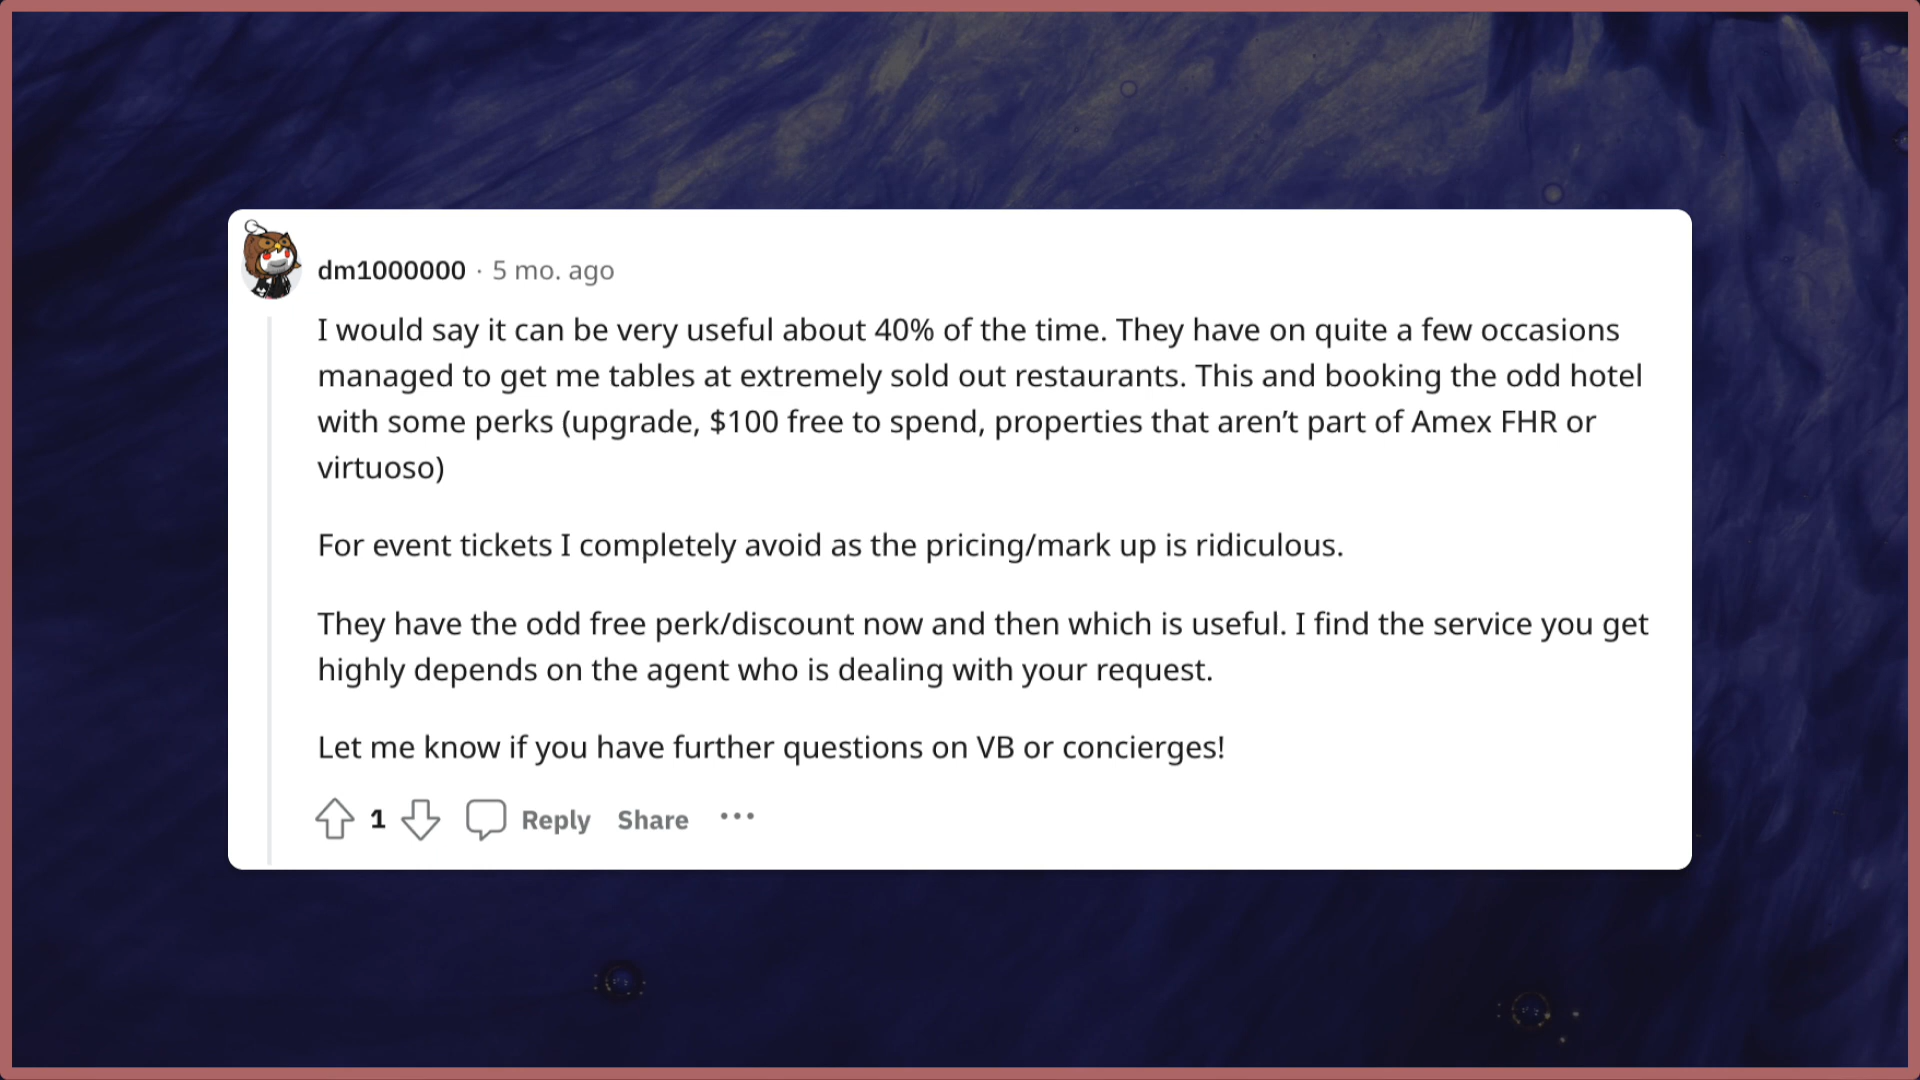 dm1000000 · 5 mo. ago
I would say it can be very useful about 40% of the time. They have on quite a few occasions
managed to get me tables at extremely sold out restaurants. This and booking the odd hotel
with some perks (upgrade, $100 free to spend, properties that aren’t part of Amex FHR or
virtuoso)
For event tickets I completely avoid as the pricing/mark up is ridiculous.
They have the odd free perk/discount now and then which is useful. I find the service you get
highly depends on the agent who is dealing with your request.
Let me know if you have further questions on VB or concierges!
1 Reply Share ···